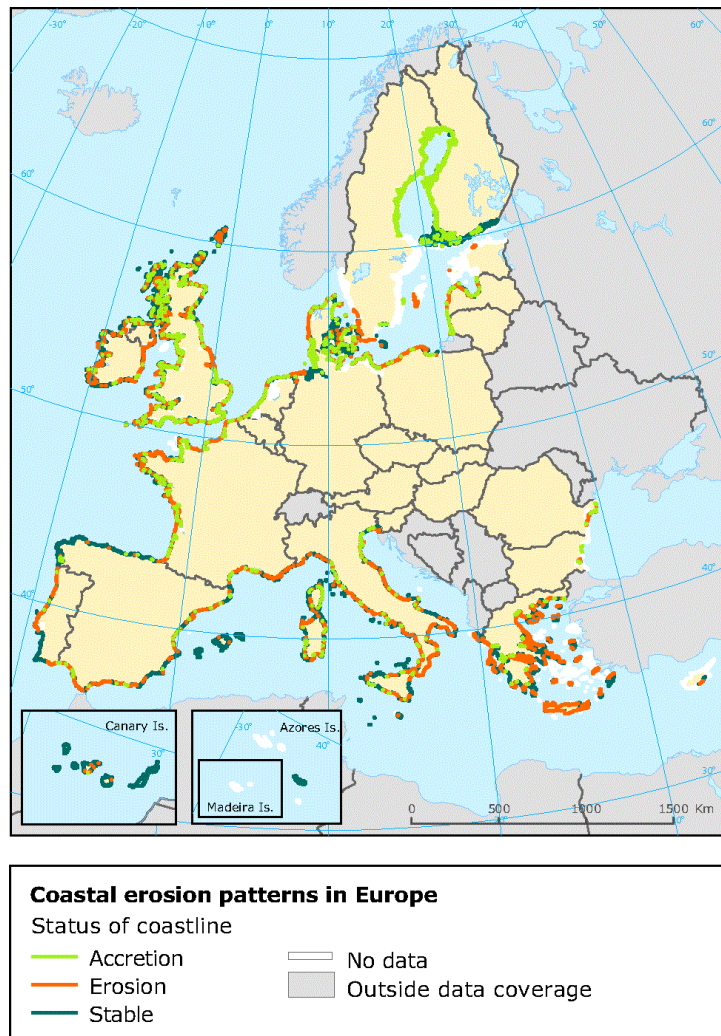 -30° -20° -10° 0° 10° 20° 30° 40° 50° 60°
60°
60°
50°
50°
40°
40°
Canary Is.
30°
-30°
Azores Is.
40°
Madeira Is.
30°
0 500 1000 1500 Km
Coastal erosion patterns in Europe
Status of coastline
Accretion
No data
Erosion
Outside data coverage
Stable